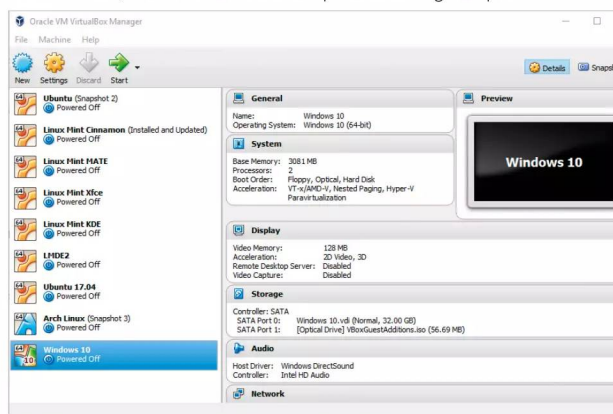 Oracle VM VirtualBox Manager
File Machine Help
New Settings Discard Start
Details Snaps
Ubuntu (Snapshot 2)
Powered Off
Linux Mint Cinnamon (Installed and Updated)
Powered Off
Linux Mint MATE
Powered Off
Linux Mint Xfce
Powered Off
Linux Mint KDE
Powered Off
LMDE2
Powered Off
Ubuntu 17.04
Powered Off
Arch Linux (Snapshot 3)
Powered Off
Windows 10
Powered Off
General
Name: Windows 10
Operating System: Windows 10 (64-bit)
System
Base Memory: 3081 MB
Processors: 2
Boot Order: Floppy, Optical, Hard Disk
Acceleration: VT-x/AMD-V, Nested Paging, Hyper-V
Paravirtualization
Preview
Windows 10
Display
Video Memory: 128 MB
Acceleration: 2D Video, 3D
Remote Desktop Server: Disabled
Video Capture: Disabled
Storage
Controller: SATA
SATA Port 0: Windows 10.vdi (Normal, 32.00 GB)
SATA Port 1: [Optical Drive] VBoxGuestAdditions.iso (56.69 MB)
Audio
Host Driver: Windows DirectSound
Controller: Intel HD Audio
Network